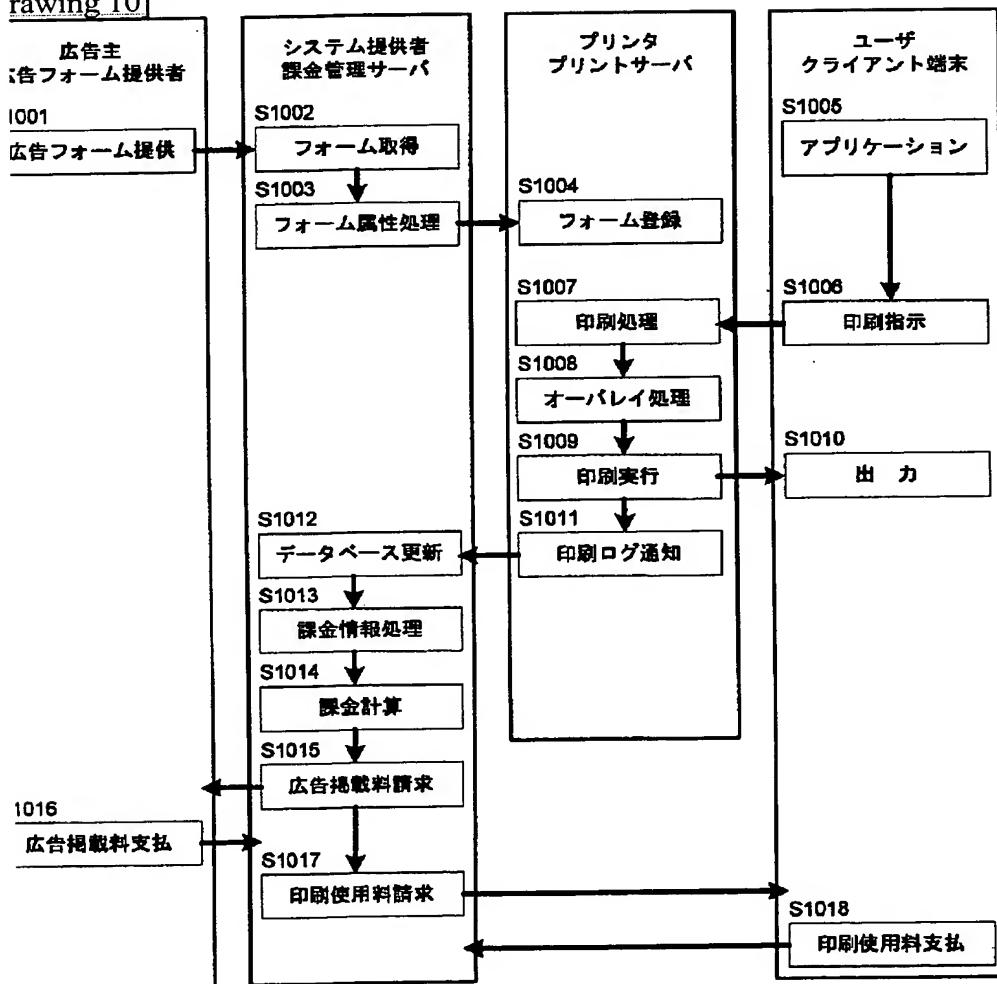 rawing 10]
広告主
広告フォーム提供者
1001
広告フォーム提供
システム提供者
課金管理サーバ
S1002
フォーム取得
S1003
フォーム属性処理
プリンタ
プリントサーバ
S1004
フォーム登録
ユーザ
クライアント端末
S1005
アプリケーション
S1006
印刷指示
S1007
印刷処理
S1008
オーバレイ処理
S1009
印刷実行
S1010
出 力
S1011
印刷ログ通知
S1012
データベース更新
S1013
課金情報処理
S1014
課金計算
S1015
広告掲載料請求
1016
広告掲載料支払
S1017
印刷使用料請求
S1018
印刷使用料支払